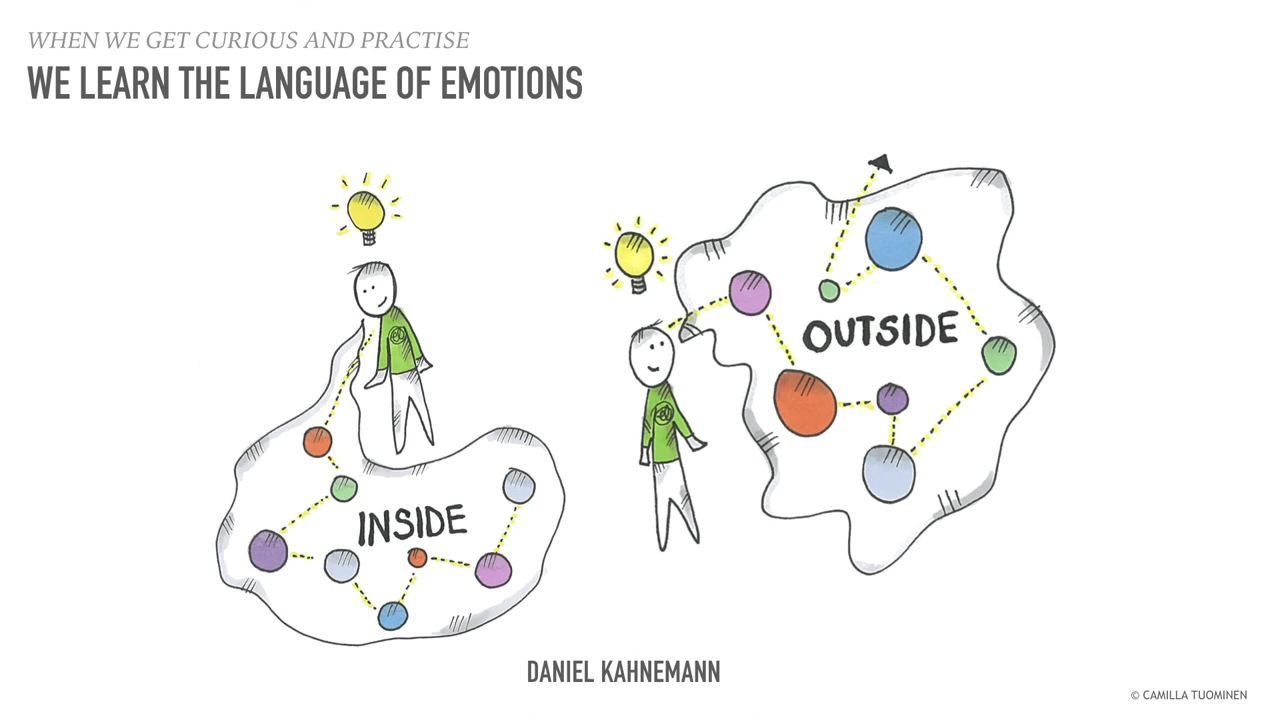 WHEN WE GET CURIOUS AND PRACTISE
WE LEARN THE LANGUAGE OF EMOTIONS
OUTSIDE
INSIDE
DANIEL KAHNEMANN
© CAMILLA TUOMINEN